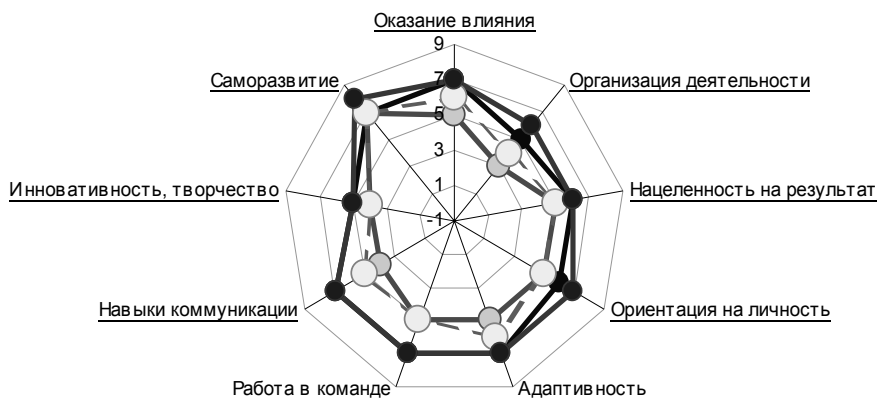 Оказание влияния
9
Саморазвитие
7
Организация деятельности
5
3
Инновативность, творчество
1
Нацеленность на результат
-1
Навыки коммуникации
Ориентация на личность
Работа в команде
Адаптивность